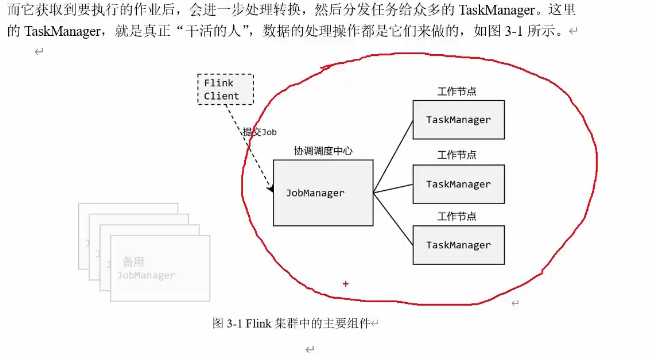 而它获取到要执行的作业后，会进一步处理转换，然后分发任务给众多的 TaskManager。这里
的 TaskManager，就是真正“干活的人”，数据的处理操作都是它们来做的，如图 3-1 所示。
Flink
Client
提交Job
协调调度中心
JobManager
工作节点
TaskManager
工作节点
TaskManager
工作节点
TaskManager
备用
JobManager
图 3-1 Flink 集群中的主要组件